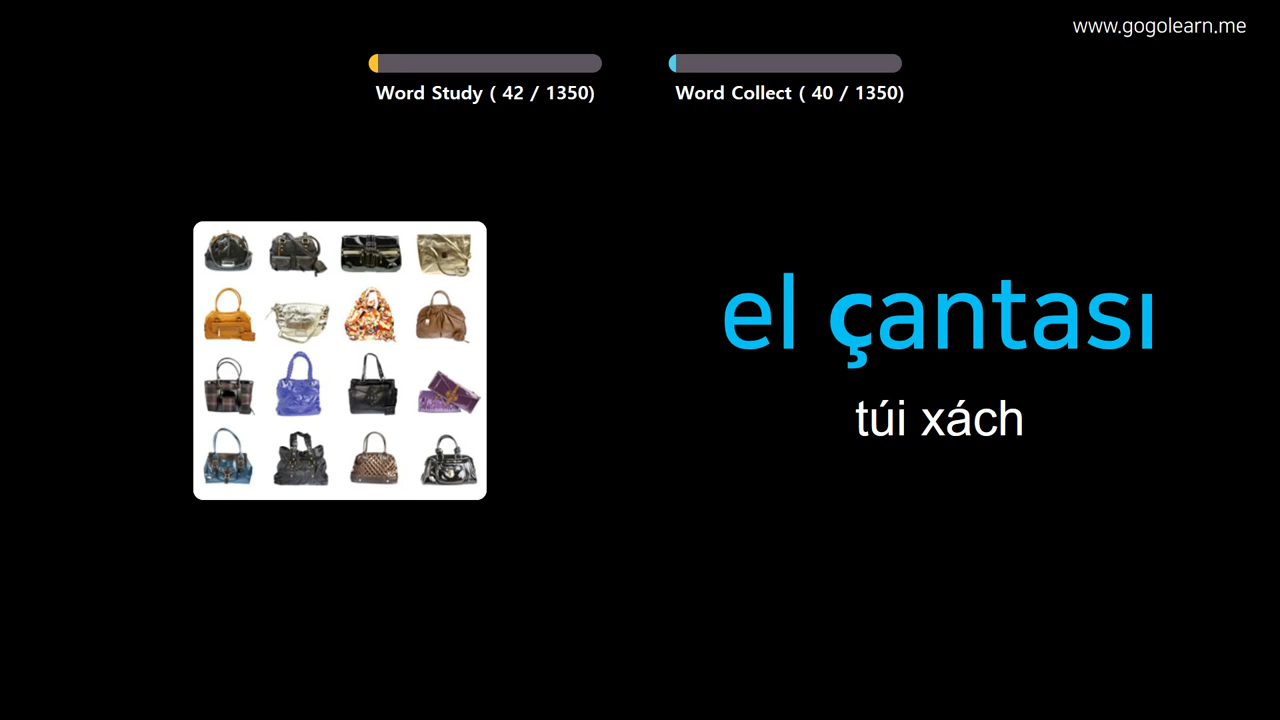 www.gogolearn.me
Word Study ( 42 / 1350)
Word Collect ( 40 / 1350)
el çantası
túi xách